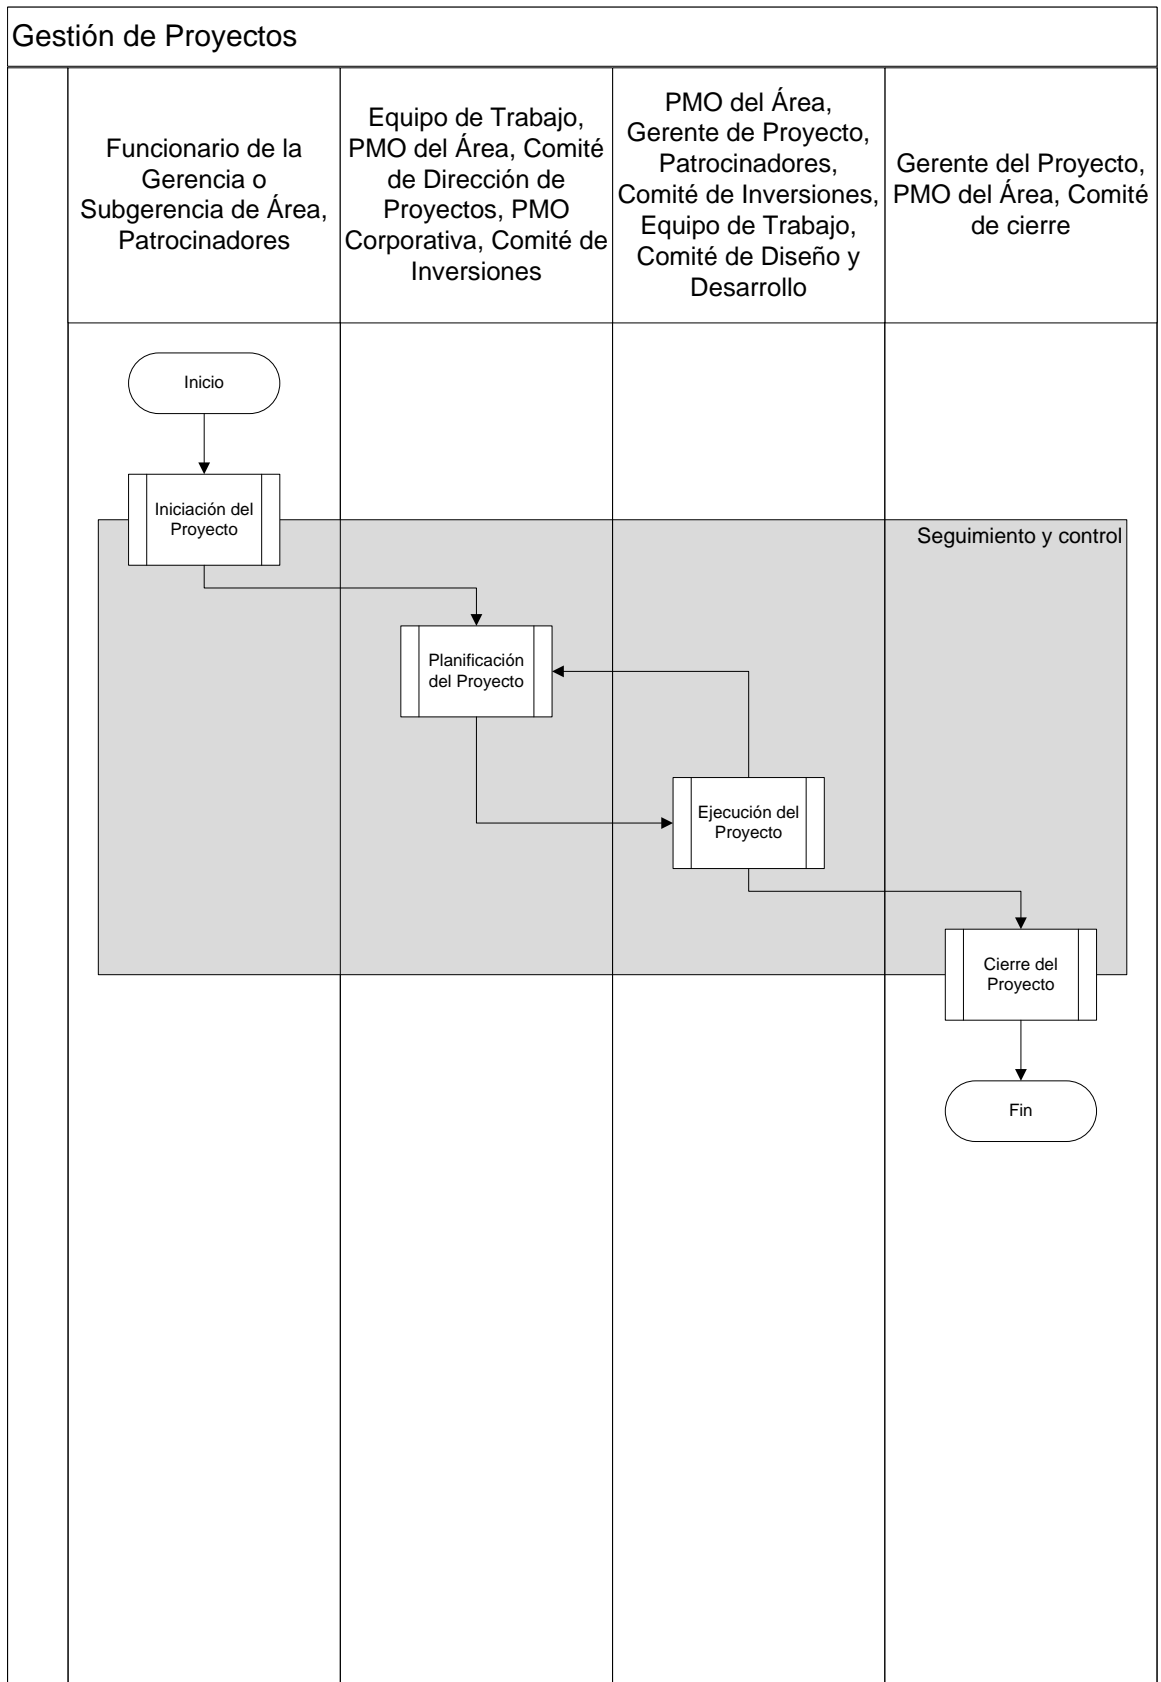 Gestión de Proyectos
Funcionario de la
Gerencia o
Subgerencia de Área,
Patrocinadores
Equipo de Trabajo,
PMO del Área, Comité
de Dirección de
Proyectos, PMO
Corporativa, Comité de
Inversiones
PMO del Área,
Gerente de Proyecto,
Patrocinadores,
Comité de Inversiones,
Equipo de Trabajo,
Comité de Diseño y
Desarrollo
Gerente del Proyecto,
PMO del Área, Comité
de cierre
Inicio
Iniciación del
Proyecto
Seguimiento y control
Planificación
del Proyecto
Ejecución del
Proyecto
Cierre del
Proyecto
Fin